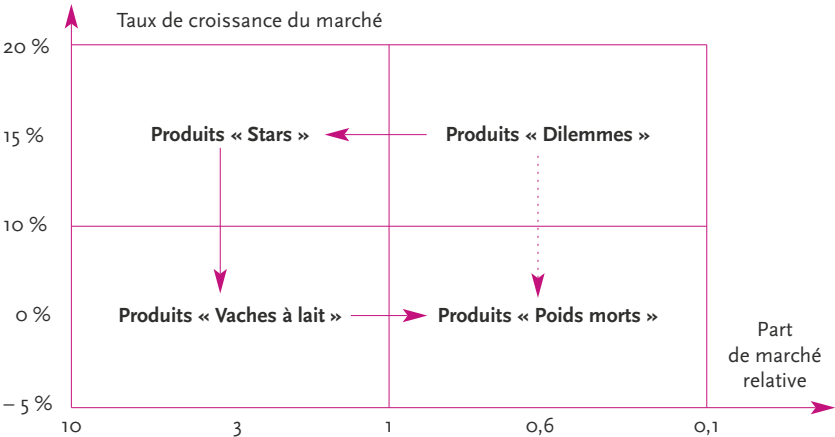 Taux de croissance du marché
20 %
15 %
Produits « Stars »
Produits « Dilemmes »
10 %
0 %
Produits « Vaches à lait »
Produits « Poids morts »
Part
de marché
relative
– 5 %
10
3
1
0,6
0,1